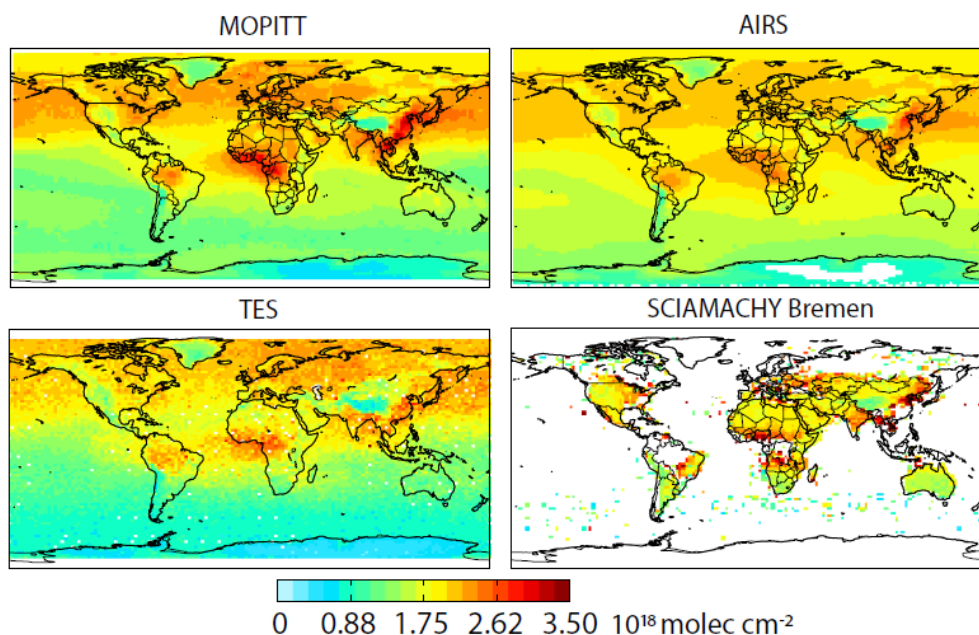 MOPITT
AIRS
TES
SCIAMACHY Bremen
0 0.88 1.75 2.62 3.50 10¹⁸ molec cm⁻²